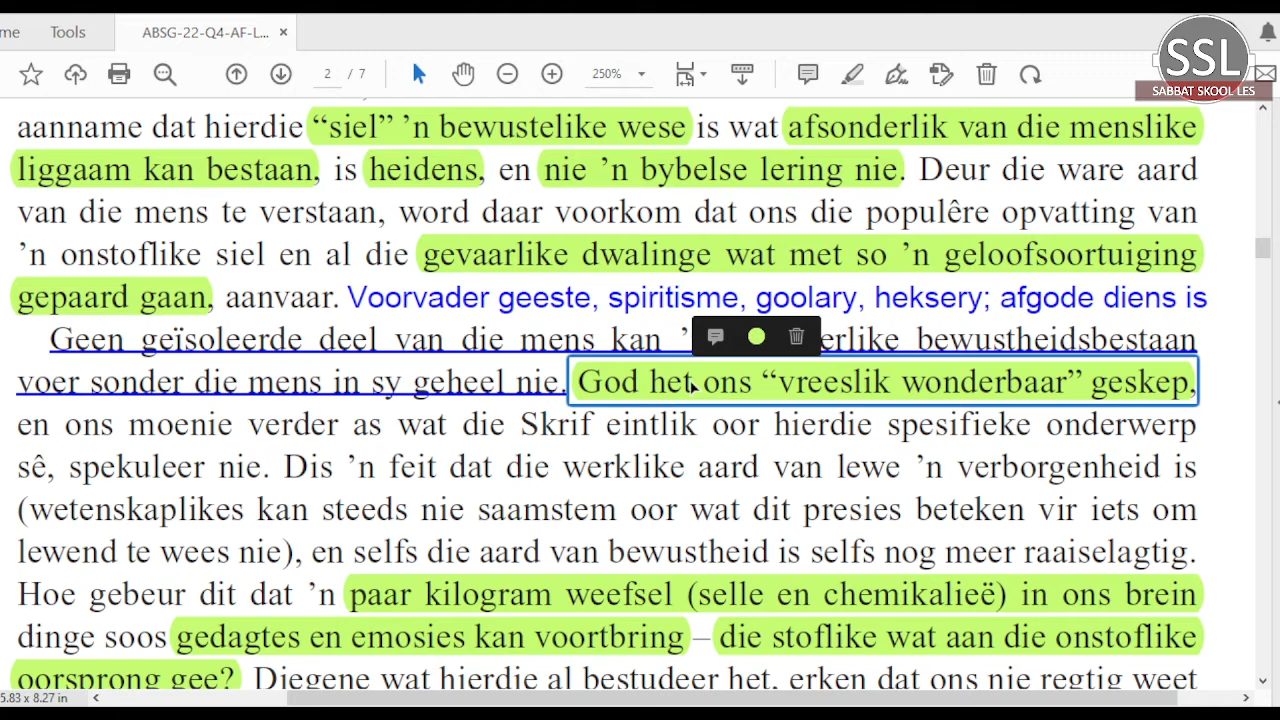 me Tools ABSG-22-Q4-AF-L... ×
SSL
SABBAT SKOOL LES
2 / 7 250%
aanname dat hierdie “siel” ’n bewustelike wese is wat afsonderlik van die menslike
liggaam kan bestaan, is heidens, en nie ’n bybelse lering nie. Deur die ware aard
van die mens te verstaan, word daar voorkom dat ons die populêre opvatting van
’n onstoflike siel en al die gevaarlike dwalinge wat met so ’n geloofsoortuiging
gepaard gaan, aanvaar. Voorvader geeste, spiritisme, goolary, heksery; afgode diens is
Geen geïsoleerde deel van die mens kan ’ erlike bewustheidsbestaan
voer sonder die mens in sy geheel nie. God het ons “vreeslik wonderbaar” geskep,
en ons moenie verder as wat die Skrif eintlik oor hierdie spesifieke onderwerp
sê, spekuleer nie. Dis ’n feit dat die werklike aard van lewe ’n verborgenheid is
(wetenskaplikes kan steeds nie saamstem oor wat dit presies beteken vir iets om
lewend te wees nie), en selfs die aard van bewustheid is selfs nog meer raaiselagtig.
Hoe gebeur dit dat ’n paar kilogram weefsel (selle en chemikalieë) in ons brein
dinge soos gedagtes en emosies kan voortbring – die stoflike wat aan die onstoflike
oorsprong gee? Diegene wat hierdie al bestudeer het, erken dat ons nie regtig weet
5.83 x 8.27 in